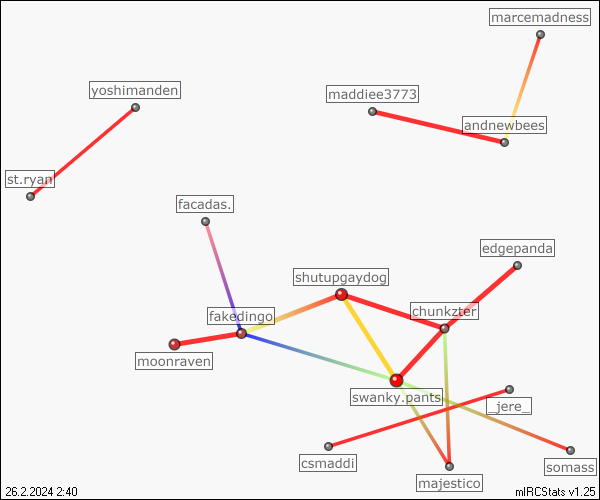 marcemadness
yoshimanden
maddiee3773
andnewbees
st.ryan
facadas.
edgepanda
shutupgaydog
chunkzter
fakedingo
moonraven
swanky.pants
_jere_
csmaddi
somass
majestico
26.2.2024 2:40
mIRCStats v1.25